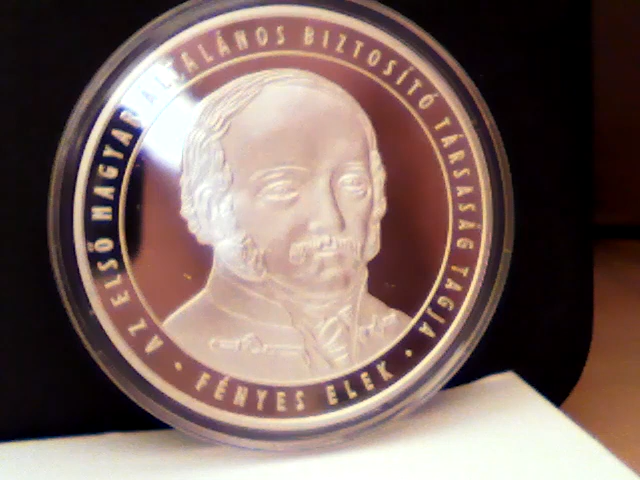 AZ ELSŐ MAGYAR ÁLTALÁNOS BIZTOSÍTÓ TÁRSASÁG TAGJA
• FÉNYES ELEK •